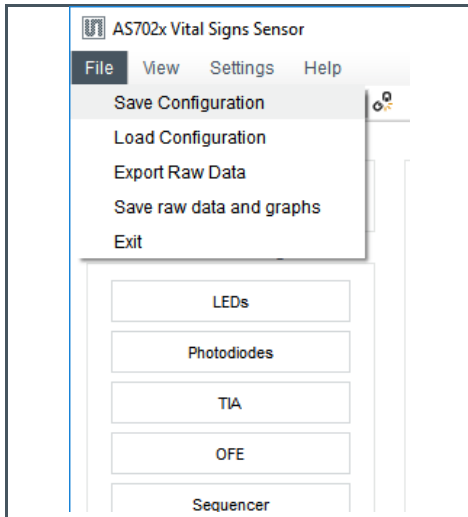 AS702x Vital Signs Sensor
File View Settings Help
Save Configuration
Load Configuration
Export Raw Data
Save raw data and graphs
Exit
LEDs
Photodiodes
TIA
OFE
Sequencer